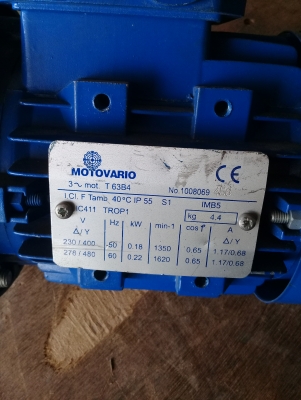 MOTOVARIO
CE
3~ mot. T 63B4 No 1008069
I.Cl. F Tamb. 40°C IP 55 S1 IMB5
C411 TROP1 kg 4.4
V Hz kW min-1 cos A
Δ/Y Δ/Y
230/400 50 0.18 1350 0.65 1.17/0.68
276/480 60 0.22 1620 0.65 1.17/0.68